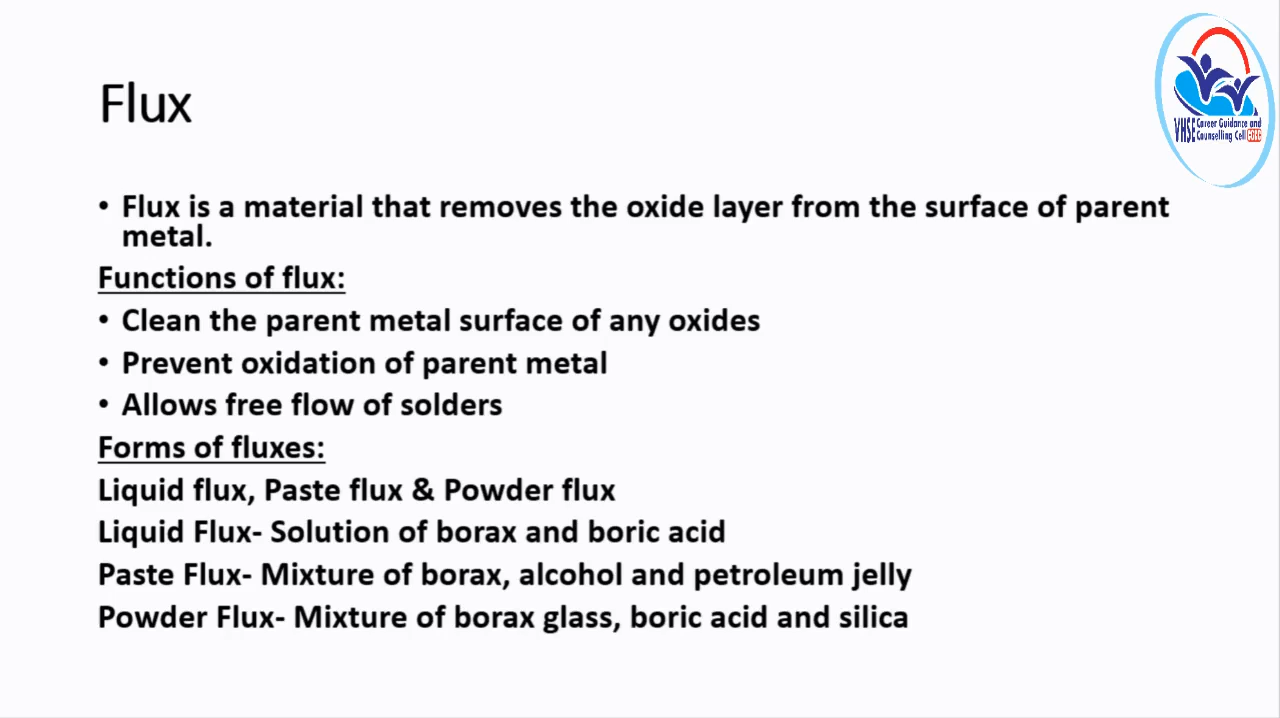 Flux
VHSE Career Guidance and
Counselling Cell CGCC
• Flux is a material that removes the oxide layer from the surface of parent
metal.
Functions of flux:
• Clean the parent metal surface of any oxides
• Prevent oxidation of parent metal
• Allows free flow of solders
Forms of fluxes:
Liquid flux, Paste flux & Powder flux
Liquid Flux- Solution of borax and boric acid
Paste Flux- Mixture of borax, alcohol and petroleum jelly
Powder Flux- Mixture of borax glass, boric acid and silica